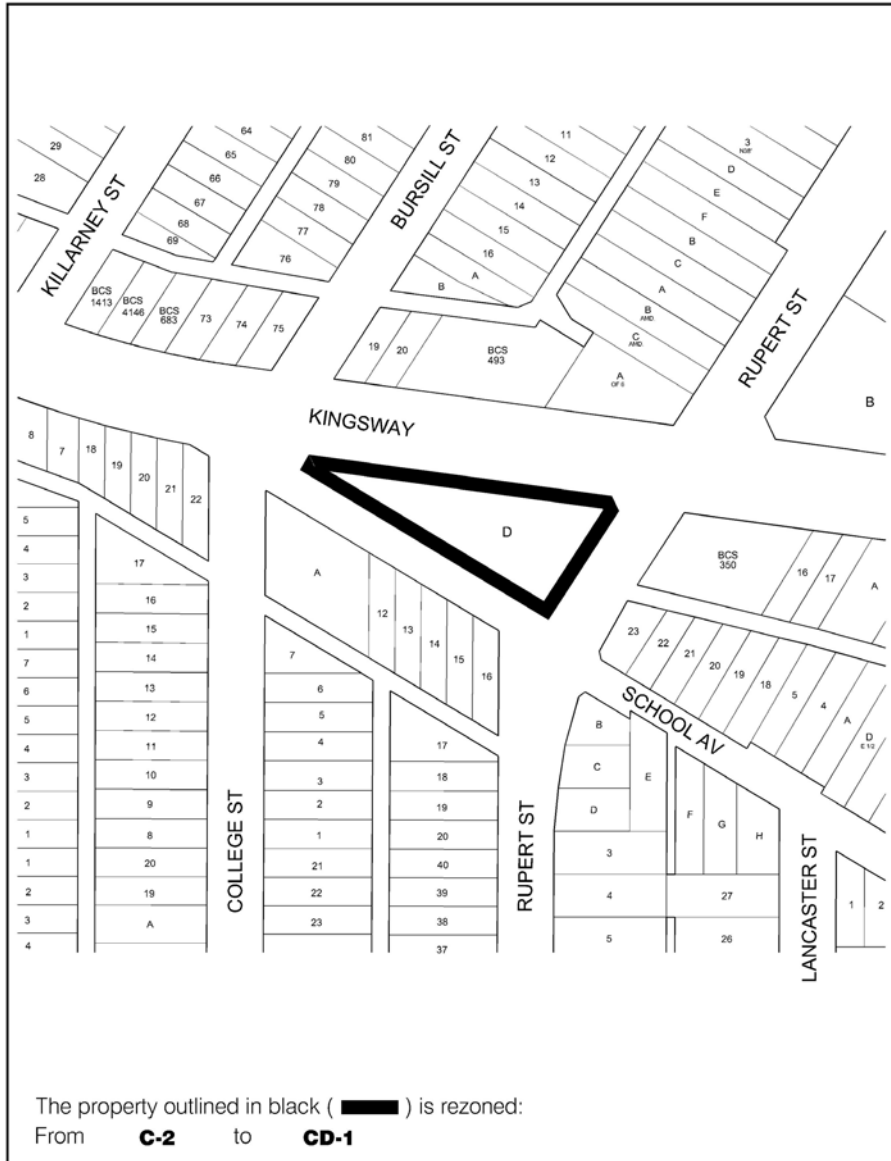 64
81
11
29
65
80
12
3
N28'
28
66
79
13
D
67
78
14
E
68
77
15
F
69
76
16
B
KILLARNEY ST
BURSILL ST
A
C
B
A
BCS
1413
BCS
4146
BCS
683
73
74
75
B
AMD.
C
AMD.
RUPERT ST
19
20
BCS
493
A
OF 6
B
KINGSWAY
8
7
18
19
20
21
22
D
BCS
350
16
17
A
5
4
3
2
1
7
6
5
4
3
2
1
1
2
3
4
17
16
15
14
13
12
11
10
9
8
20
19
A
COLLEGE ST
A
12
13
14
15
16
7
6
5
4
3
2
1
21
22
23
17
18
19
20
40
39
38
37
RUPERT ST
23
22
21
20
19
18
5
4
A
D
E 1/2
SCHOOL AV
B
C
D
E
F
G
H
3
4
5
27
26
LANCASTER ST
1
2
The property outlined in black ( ) is rezoned:
From C-2 to CD-1